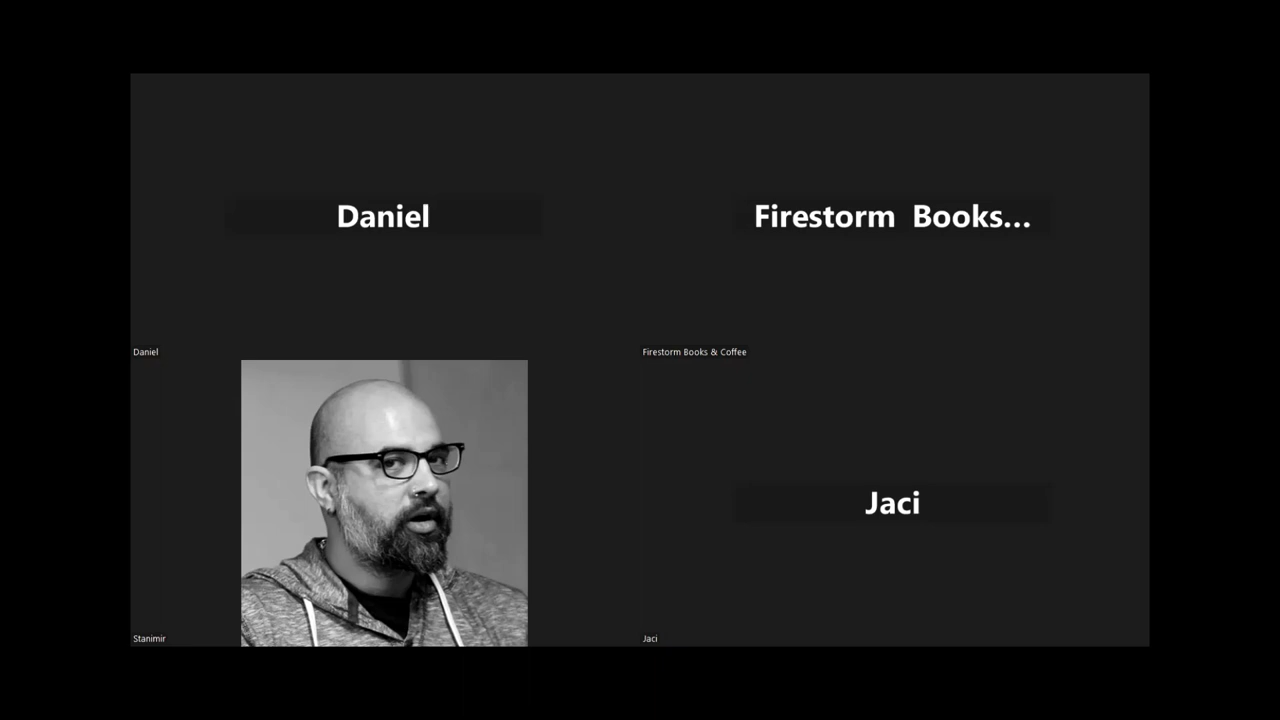 Daniel
Firestorm Books...
Daniel
Firestorm Books & Coffee
Jaci
Stanimir
Jaci